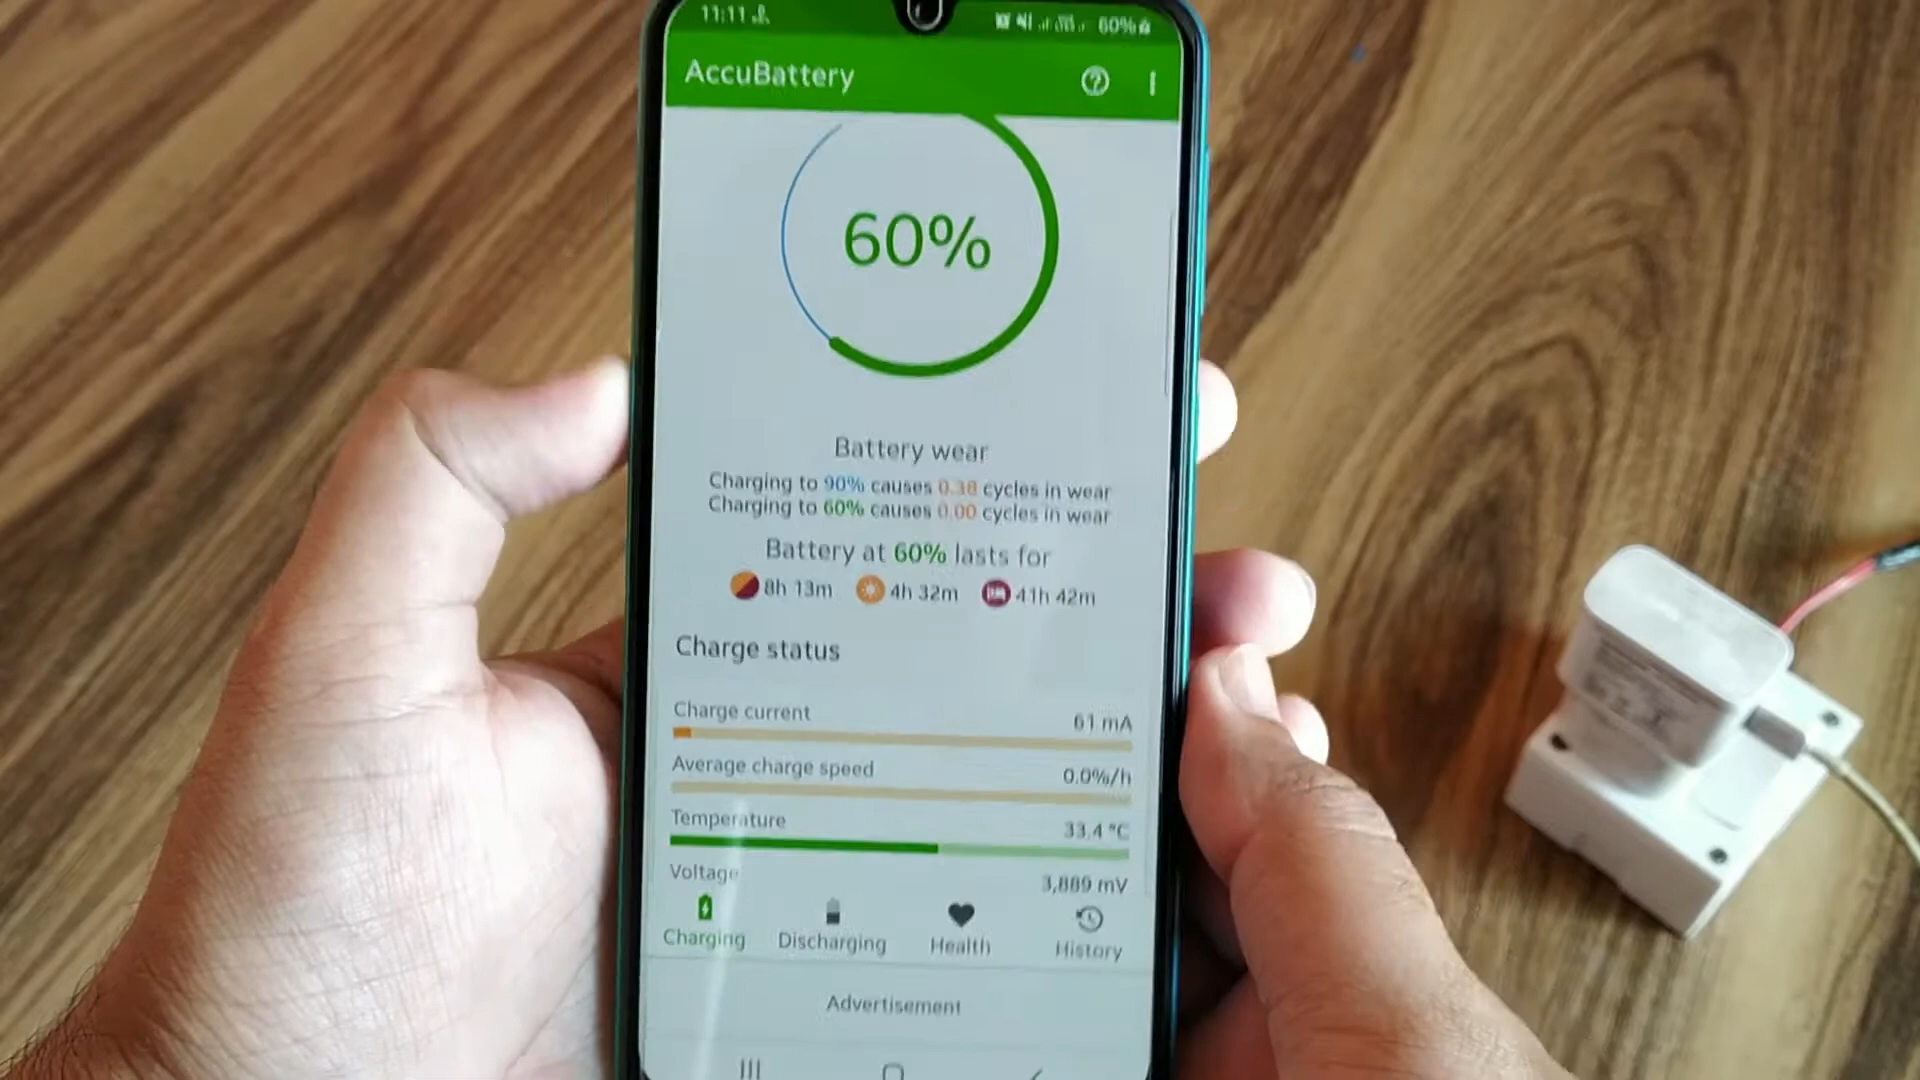 11:11
60%
AccuBattery
60%
Battery wear
Charging to 90% causes 0.38 cycles in wear
Charging to 60% causes 0.00 cycles in wear
Battery at 60% lasts for
8h 13m 4h 32m 41h 42m
Charge status
Charge current 61 mA
Average charge speed 0.0%/h
Temperature 33.4 °C
Voltage 3,889 mV
Charging Discharging Health History
Advertisement